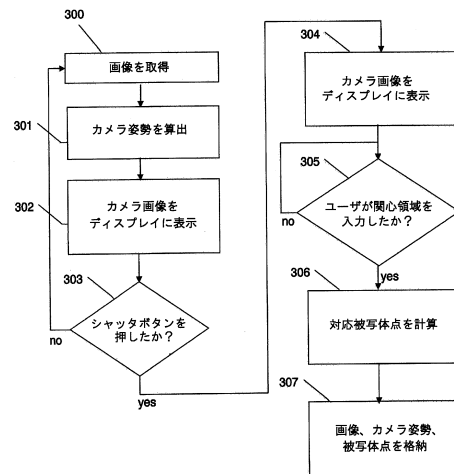 300
画像を取得
301
カメラ姿勢を算出
302
カメラ画像を
ディスプレイに表示
303
シャッタボタンを
押したか？
no
yes
304
カメラ画像を
ディスプレイに表示
305
ユーザが関心領域を
入力したか？
no
yes
306
対応被写体点を計算
307
画像、カメラ姿勢、
被写体点を格納